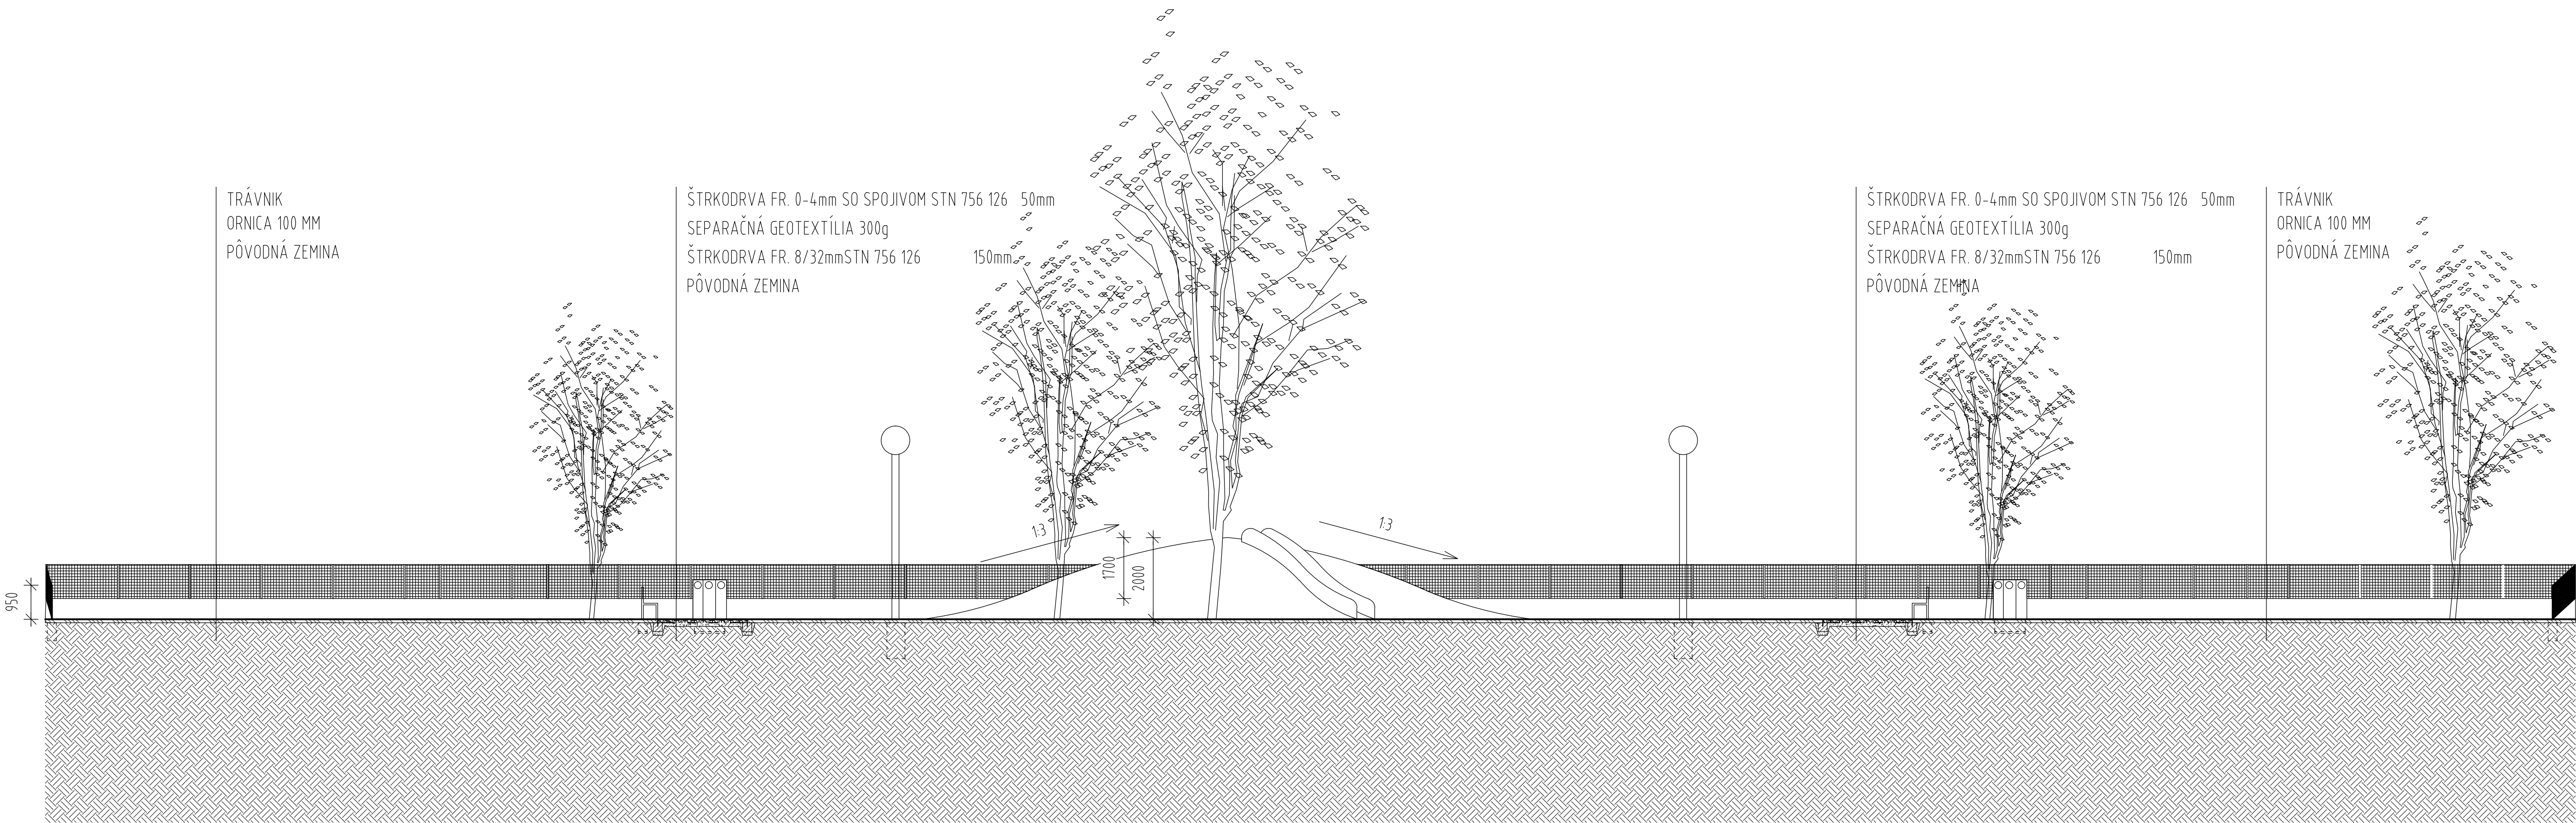 TRÁVNIK
ORNICA 100 MM
PÔVODNÁ ZEMINA
ŠTRKODRVA FR. 0-4mm SO SPOJIVOM STN 756 126 50mm
SEPARAČNÁ GEOTEXTÍLIA 300g
ŠTRKODRVA FR. 8/32mmSTN 756 126 150mm
PÔVODNÁ ZEMINA
ŠTRKODRVA FR. 0-4mm SO SPOJIVOM STN 756 126 50mm
SEPARAČNÁ GEOTEXTÍLIA 300g
ŠTRKODRVA FR. 8/32mmSTN 756 126 150mm
PÔVODNÁ ZEMINA
TRÁVNIK
ORNICA 100 MM
PÔVODNÁ ZEMINA
1:3
1:3
1700
2000
950